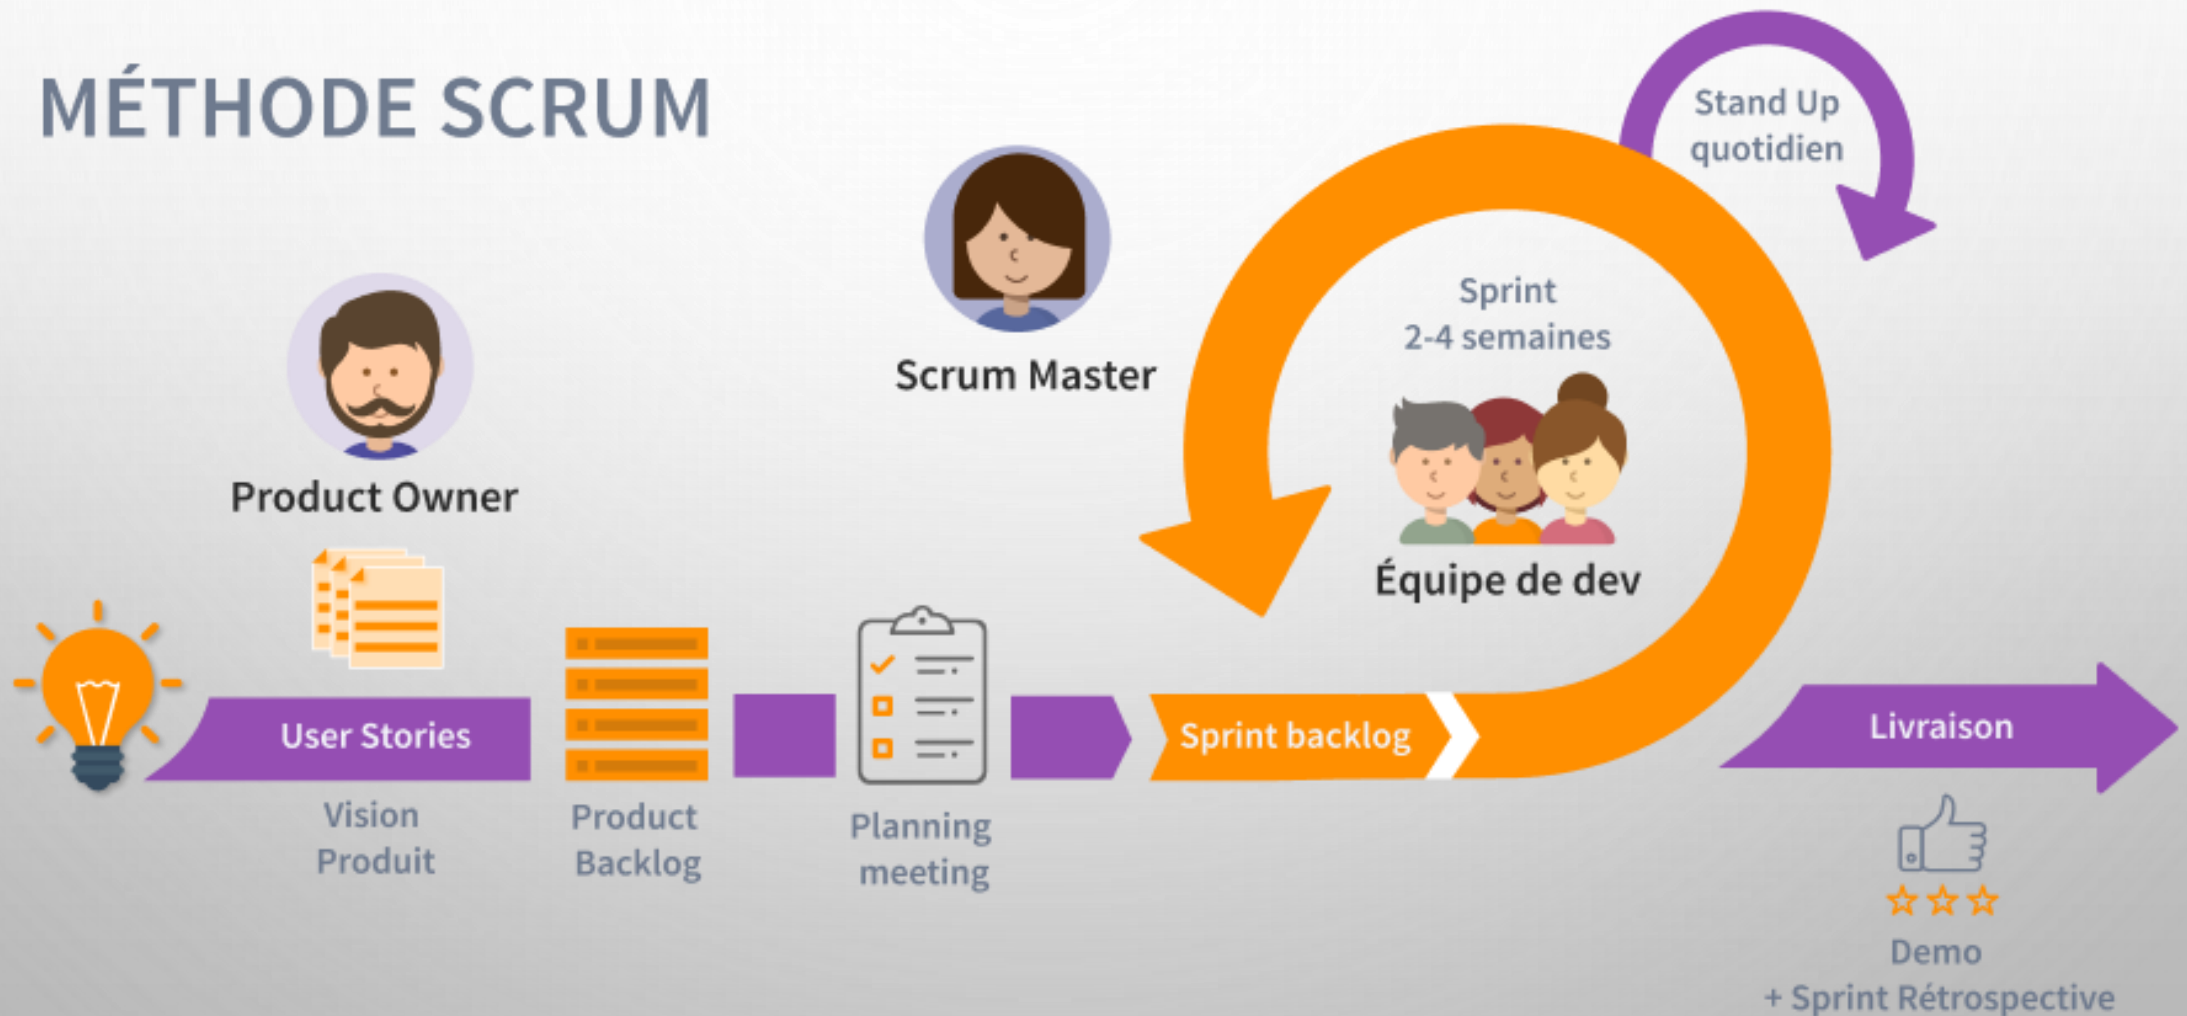 MÉTHODE SCRUM
Stand Up
quotidien
Sprint
2-4 semaines
Scrum Master
Product Owner
Équipe de dev
User Stories
Sprint backlog
Livraison
Vision
Produit
Product
Backlog
Planning
meeting
Demo
+ Sprint Rétrospective